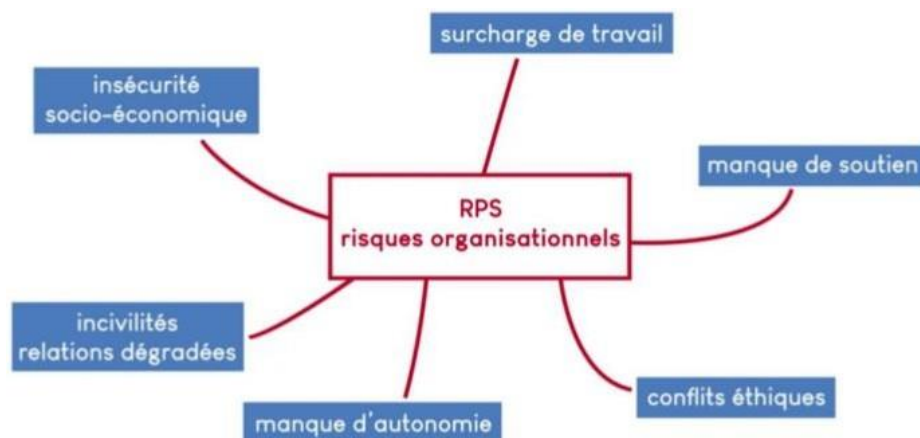 surcharge de travail
insécurité
socio-économique
manque de soutien
RPS
risques organisationnels
incivilités
relations dégradées
conflits éthiques
manque d'autonomie